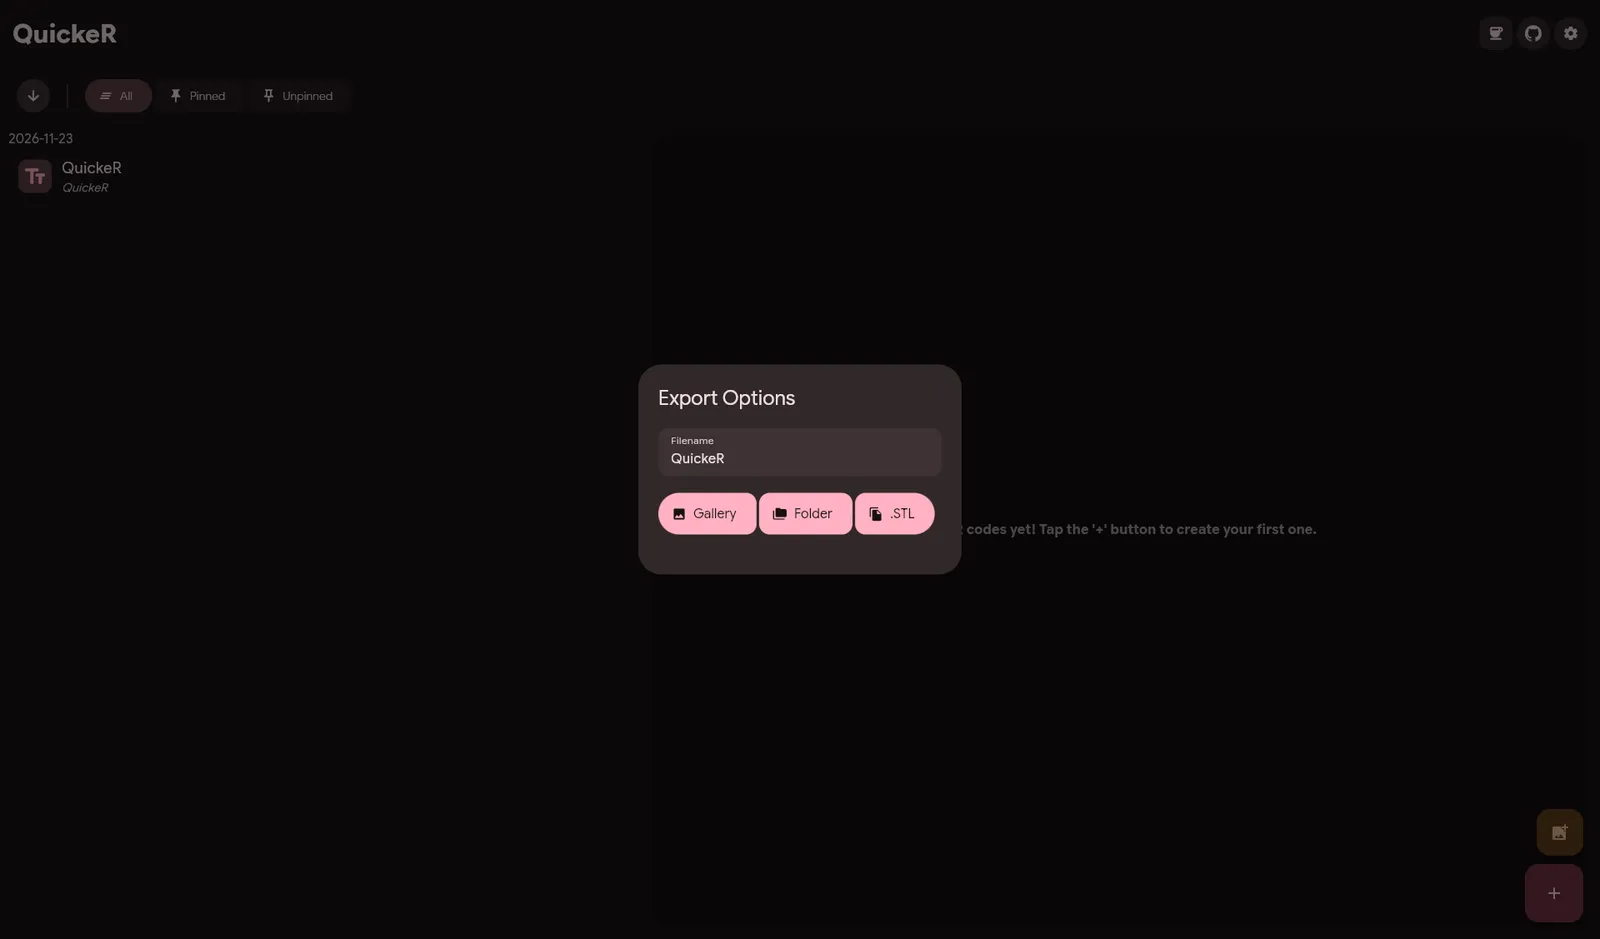 QuickeR
All
Pinned
Unpinned
2026-11-23
QuickeR
QuickeR
Export Options
Filename
QuickeR
Gallery
Folder
.STL
codes yet! Tap the '+' button to create your first one.